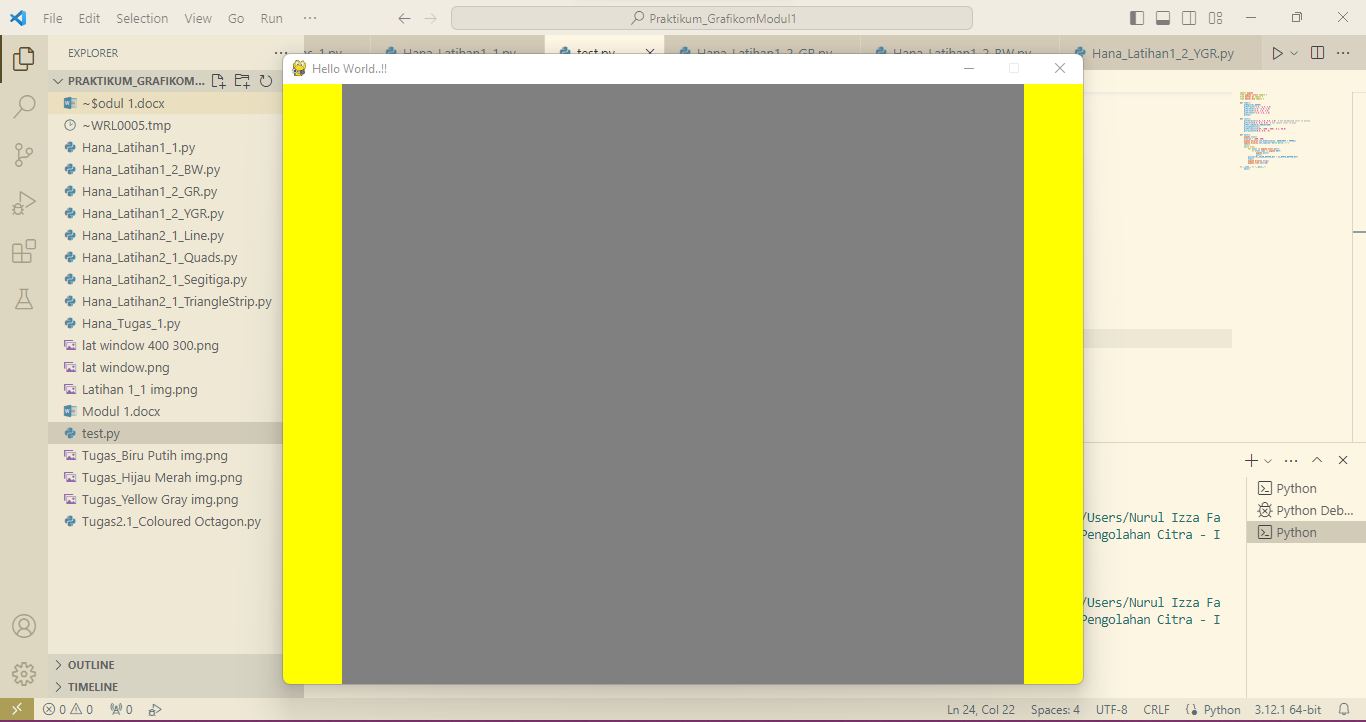 File Edit Selection View Go Run ···
Praktikum_GrafikomModul1
EXPLORER
Hana_Latihan1_1.py
test.py
Hana_Latihan1_2_GR.py
Hana_Latihan1_2_BW.py
Hana_Latihan1_2_YGR.py
Hello World..!!
PRAKTIKUM_GRAFIKOM...
~$odul 1.docx
~WRL0005.tmp
Hana_Latihan1_1.py
Hana_Latihan1_2_BW.py
Hana_Latihan1_2_GR.py
Hana_Latihan1_2_YGR.py
Hana_Latihan2_1_Line.py
Hana_Latihan2_1_Quads.py
Hana_Latihan2_1_Segitiga.py
Hana_Latihan2_1_TriangleStrip.py
Hana_Tugas_1.py
lat window 400 300.png
lat window.png
Latihan 1_1 img.png
Modul 1.docx
test.py
Tugas_Biru Putih img.png
Tugas_Hijau Merah img.png
Tugas_Yellow Gray img.png
Tugas2.1_Coloured Octagon.py
OUTLINE
TIMELINE
Python
Python Deb...
Python
/Users/Nurul Izza Fa
Pengolahan Citra - I
/Users/Nurul Izza Fa
Pengolahan Citra - I
0 0 0
Ln 24, Col 22 Spaces: 4 UTF-8 CRLF Python 3.12.1 64-bit